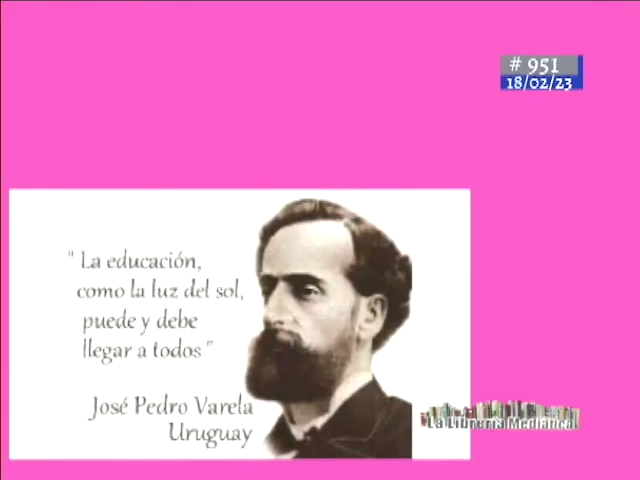 # 951
18/02/23
" La educación,
como la luz del sol,
puede y debe
llegar a todos "
José Pedro Varela
Uruguay
La Librería Mediática